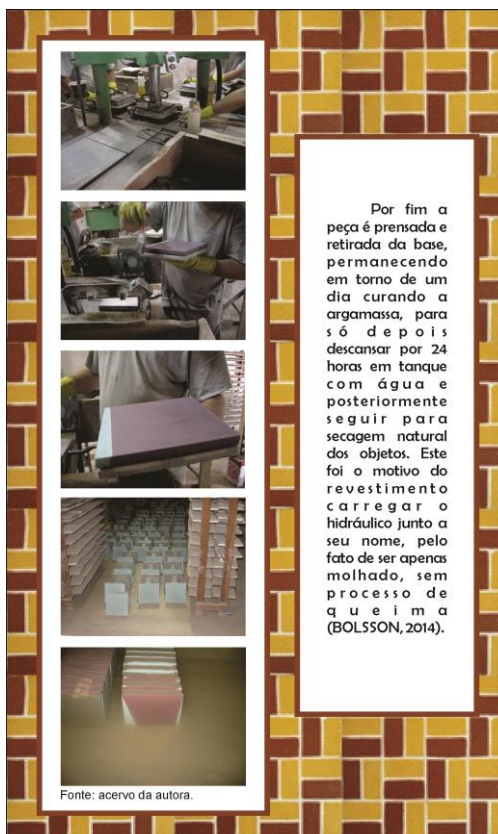 Por fim a
peça é prensada e
retirada da base,
permanecendo
em torno de um
dia curando a
argamassa, para
só depois
descansar por 24
horas em tanque
com água e
posteriormente
seguir para
secagem natural
dos objetos. Este
foi o motivo do
revestimento
carregar o
hidráulico junto a
seu nome, pelo
fato de ser apenas
molhado, sem
processo de
queima
(BOLSSON, 2014).
Fonte: acervo da autora.